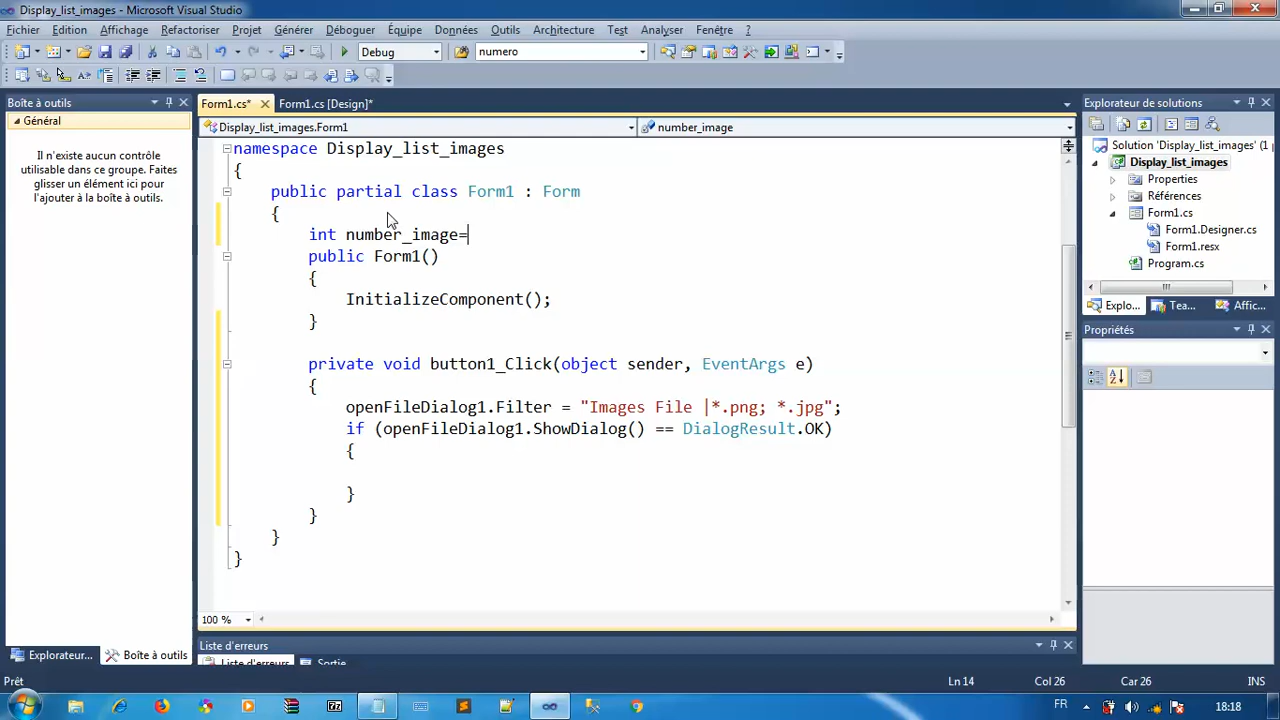 Display_list_images - Microsoft Visual Studio
Fichier Edition Affichage Refactoriser Projet Générer Déboguer Équipe Données Outils Architecture Test Analyser Fenêtre ?
Debug numero
Boîte à outils
Général
Il n'existe aucun contrôle
utilisable dans ce groupe. Faites
glisser un élément ici pour
l'ajouter à la boîte à outils.
Explorateur...
Boîte à outils
Form1.cs* Form1.cs [Design]*
Display_list_images.Form1 number_image
namespace Display_list_images
{
public partial class Form1 : Form
{
int number_image=
public Form1()
{
InitializeComponent();
}
private void button1_Click(object sender, EventArgs e)
{
openFileDialog1.Filter = "Images File |*.png; *.jpg";
if (openFileDialog1.ShowDialog() == DialogResult.OK)
{
}
}
}
}
100 %
Liste d'erreurs
Liste d'erreurs Sortie
Explorateur de solutions
Solution 'Display_list_images' (1
Display_list_images
Properties
Références
Form1.cs
Form1.Designer.cs
Form1.resx
Program.cs
Explo... Tea... Affic...
Propriétés
Prêt Ln 14 Col 26 Car 26 INS
FR 18:18